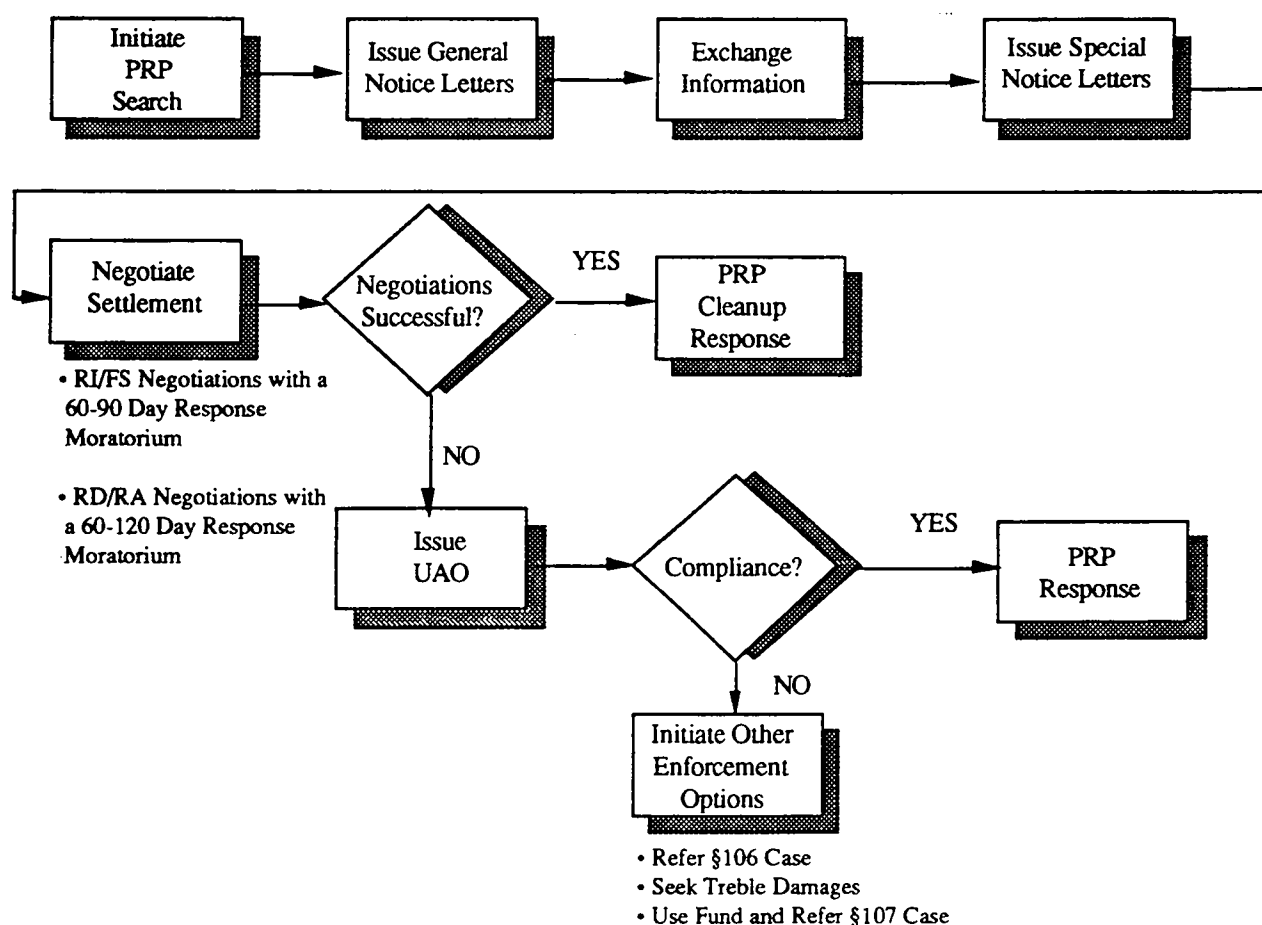 Initiate
PRP
Search
Issue General
Notice Letters
Exchange
Information
Issue Special
Notice Letters
Negotiate
Settlement
• RI/FS Negotiations with a
60-90 Day Response
Moratorium
• RD/RA Negotiations with
a 60-120 Day Response
Moratorium
Negotiations
Successful?
YES
PRP
Cleanup
Response
NO
Issue
UAO
Compliance?
YES
PRP
Response
NO
Initiate Other
Enforcement
Options
• Refer §106 Case
• Seek Treble Damages
• Use Fund and Refer §107 Case